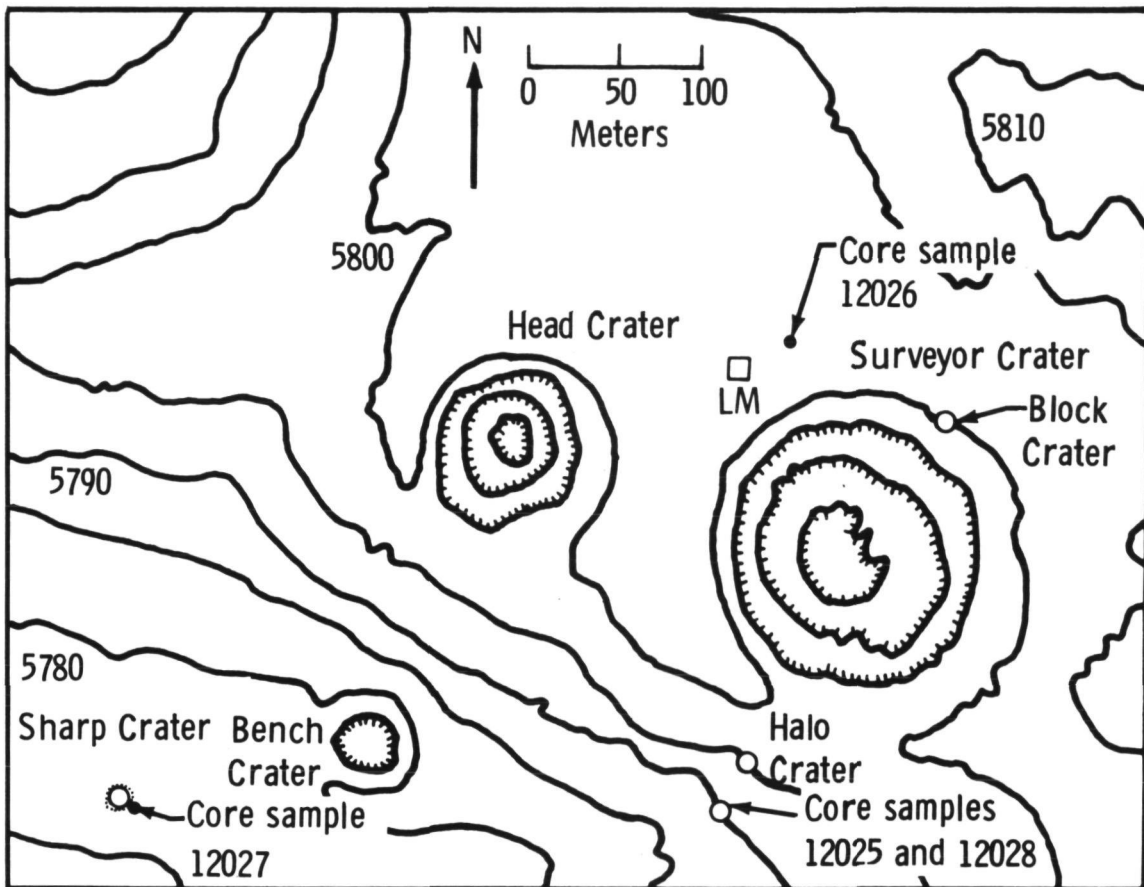 N
0 50 100
Meters
5810
5800
Core sample
12026
Head Crater
Surveyor Crater
LM
Block
Crater
5790
5780
Sharp Crater
Bench
Crater
Halo
Crater
Core sample
12027
Core samples
12025 and 12028